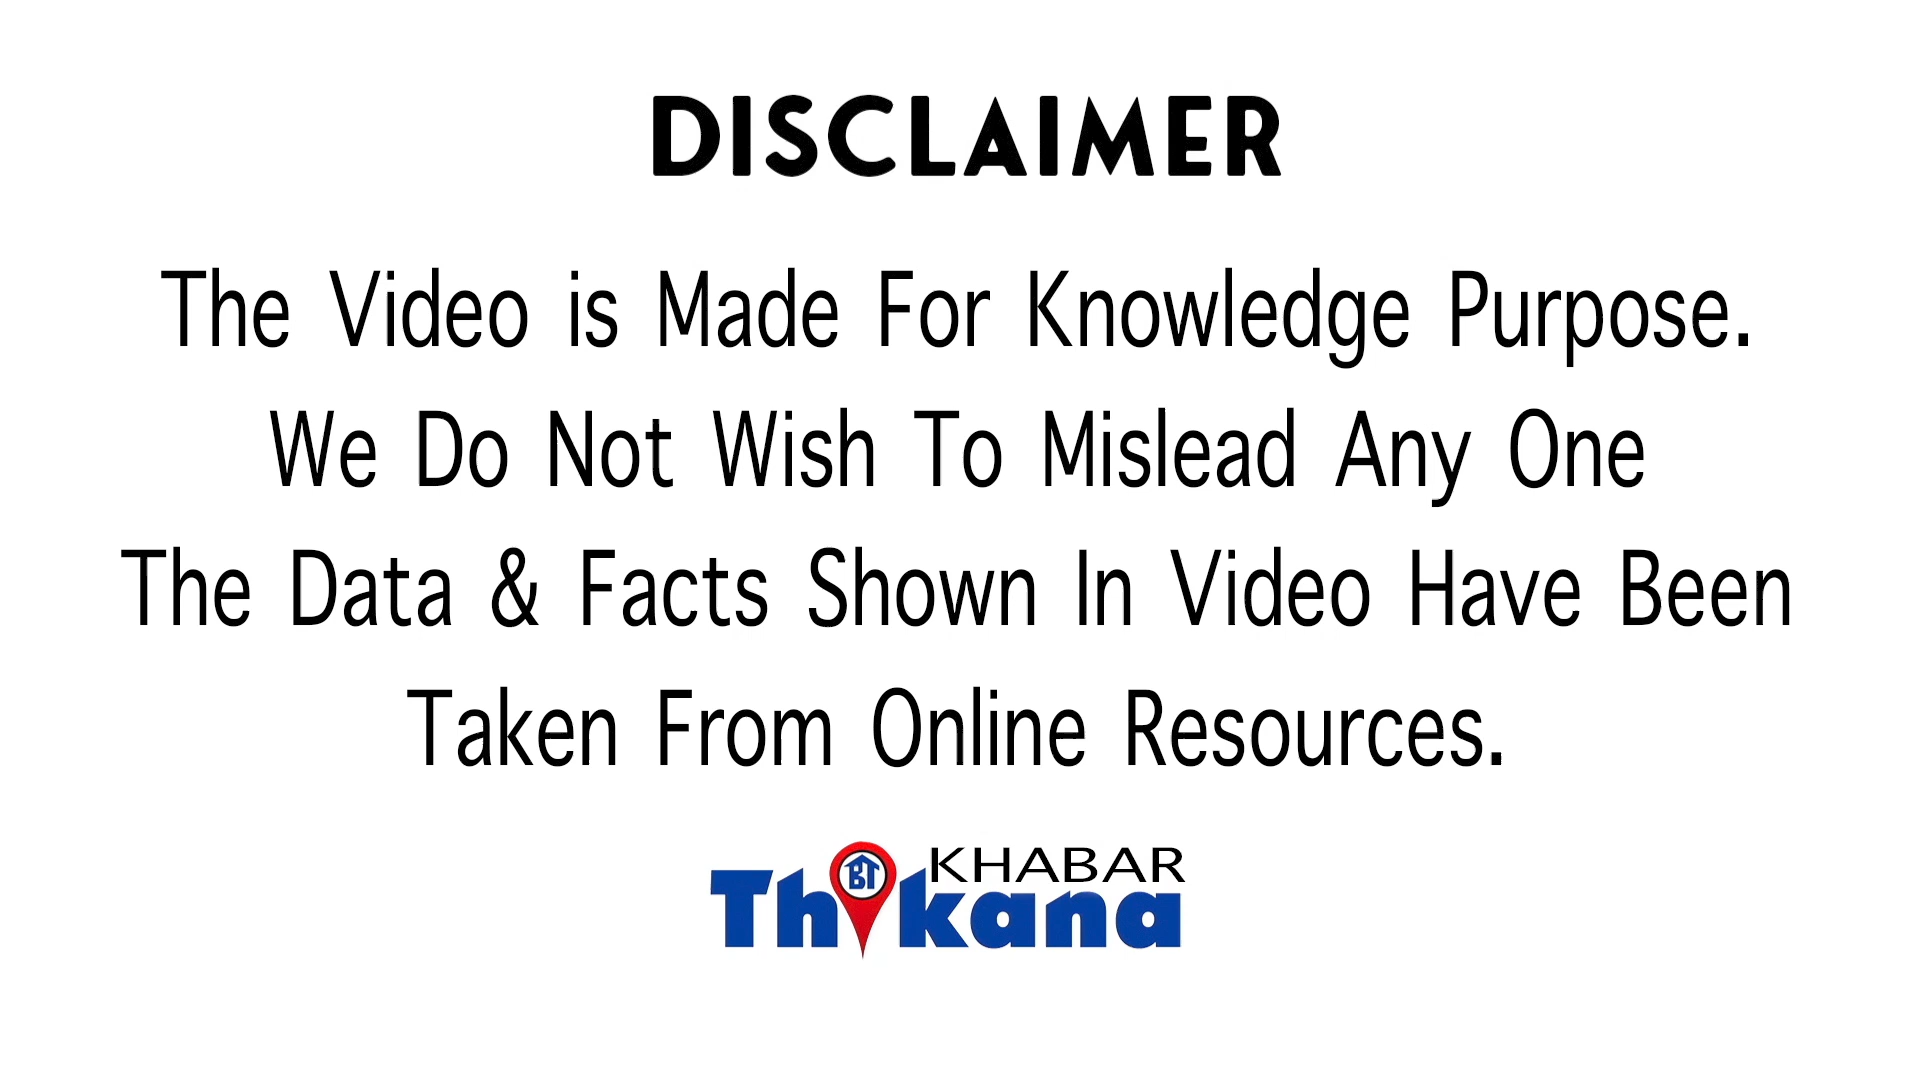 DISCLAIMER
The Video is Made For Knowledge Purpose.
We Do Not Wish To Mislead Any One
The Data & Facts Shown In Video Have Been
Taken From Online Resources.
KHABAR
BT
Thikana